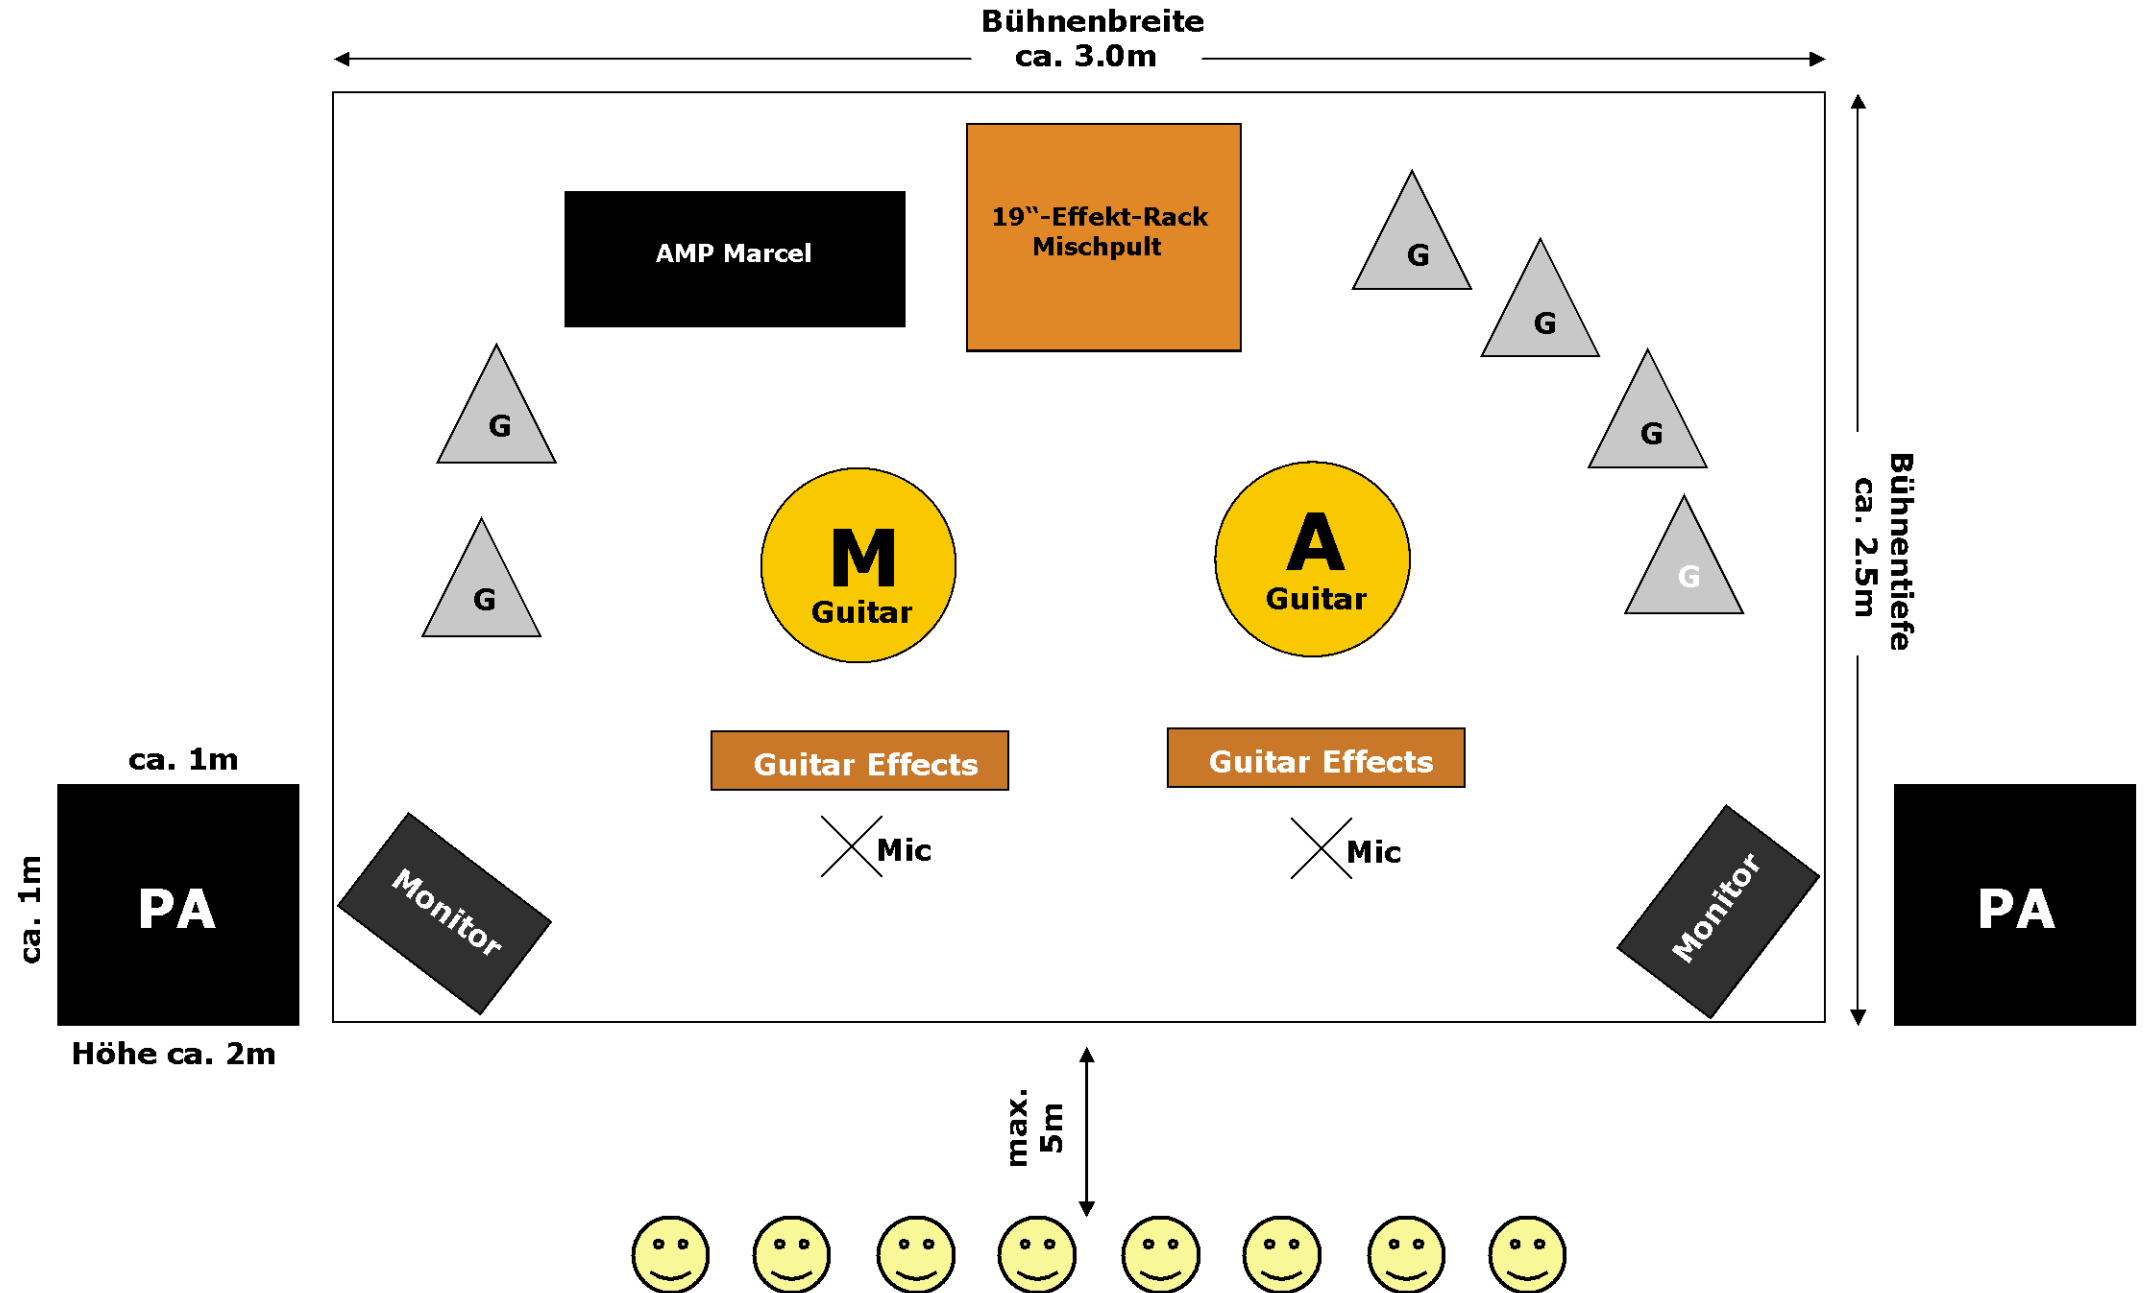 Bühnenbreite
ca. 3.0m
19“-Effekt-Rack
Mischpult
AMP Marcel
G
G
G
G
G
G
M
Guitar
A
Guitar
Bühnentiefe
ca. 2.5m
Guitar Effects
Guitar Effects
Mic
Mic
ca. 1m
ca. 1m
PA
Höhe ca. 2m
Monitor
Monitor
PA
max.
5m